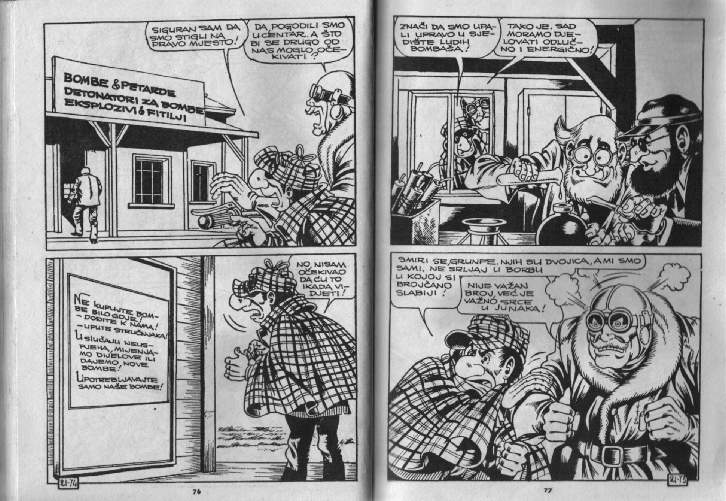 SIGURAN SAM DA
SMO STIGLI NA
PRAVO MJESTO!
DA, POGODILI SMO
U CENTAR. A ŠTO
BI SE DRUGO OD
NAS MOGLO OČE-
KIVATI?
BOMBE & PETARDE
DETONATORI ZA BOMBE
EKSPLOZIVI & FITILJI
NE KUPUJTE BOM-
BE BILO GDJE!
DOĐITE K NAMA!
UPUTE STRUČNJAKA!
U SLUČAJU NEUS-
PJEHA, MIJENJA-
MO DIJELOVE ILI
DAJEMO NOVE
BOMBE!
UPOTREBLJAVAJTE
SAMO NAŠE BOMBE!
NO, NISAM
OČEKIVAO
DA ĆU TO
IKADA VI-
DJETI!
21-74
76
ZNAČI DA SMO UPA-
LI UPRAVO U SJE-
DIŠTE LUDIH
BOMBAŠA!
TAKO JE, SAD
MORAMO DJE-
LOVATI ODLUČ-
NO I ENERGIČNO!
SMIRI SE, GRUNFE, NJIH SU DVOJICA, A MI SMO
SAMI, NE SRLJAJ U BORBU
U KOJOJ SI
BROJČANO
SLABIJI!
NIJE VAŽAN
BROJ, VEĆ JE
VAŽNO SRCE
U JUNAKA!
77